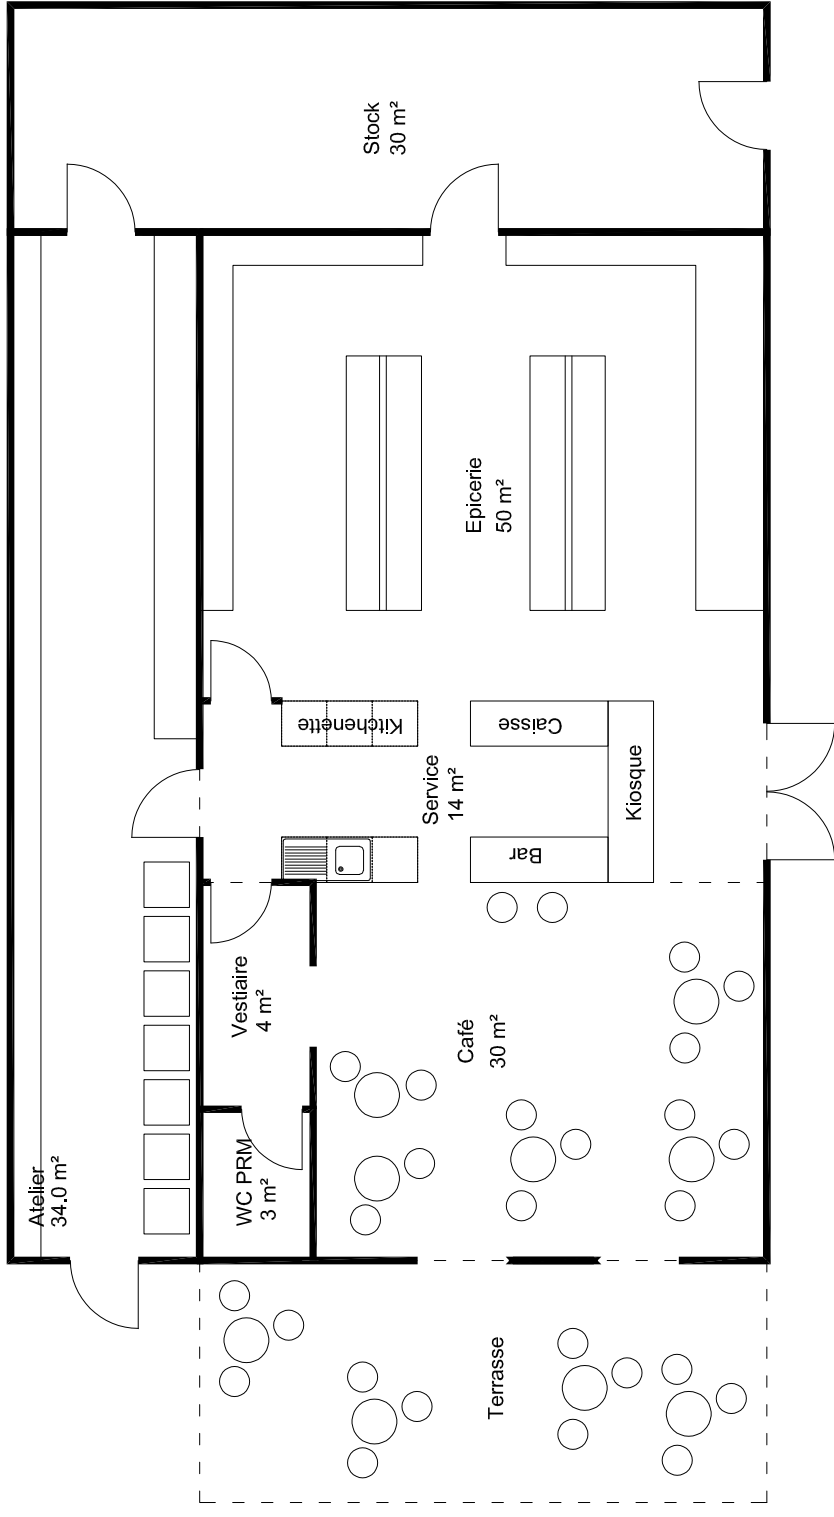 Stock
30 m²
Epicerie
50 m²
Kitchenette
Caisse
Service
14 m²
Kiosque
Bar
Vestiaire
4 m²
Café
30 m²
Atelier
34.0 m²
WC PRM
3 m²
Terrasse